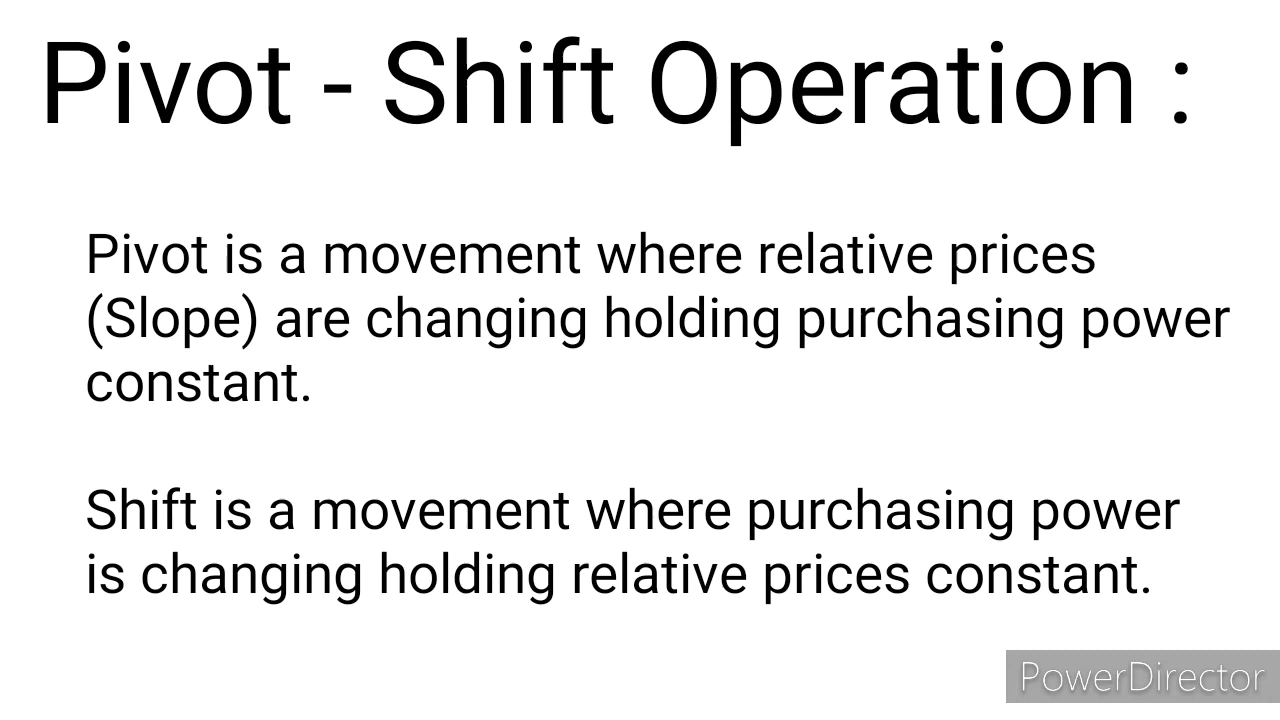 Pivot - Shift Operation :
Pivot is a movement where relative prices
(Slope) are changing holding purchasing power
constant.
Shift is a movement where purchasing power
is changing holding relative prices constant.
PowerDirector